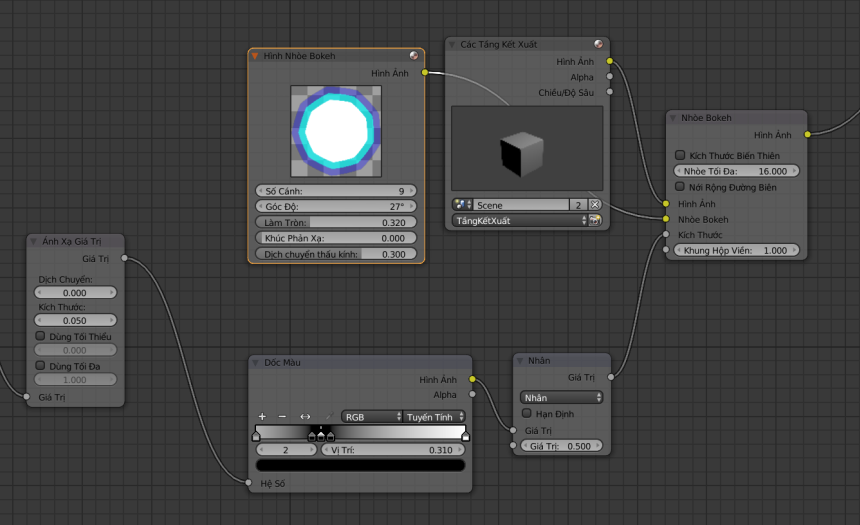 Hình Nhòe Bokeh
Hình Ảnh
Số Cánh: 9
Góc Độ: 27°
Làm Tròn: 0.320
Khúc Phản Xạ: 0.000
Dịch chuyển thấu kính: 0.300
Các Tầng Kết Xuất
Hình Ảnh
Alpha
Chiều/Độ Sâu
Scene 2
TầngKếtXuất
Nhòe Bokeh
Hình Ảnh
Kích Thước Biến Thiên
Nhòe Tối Đa: 16.000
Nới Rộng Đường Biên
Hình Ảnh
Nhòe Bokeh
Kích Thước
Khung Hộp Viền: 1.000
Ánh Xạ Giá Trị
Giá Trị
Dịch Chuyển:
0.000
Kích Thước:
0.050
Dùng Tối Thiểu
0.000
Dùng Tối Đa
1.000
Giá Trị
Dốc Màu
Hình Ảnh
Alpha
RGB Tuyến Tính
2 Vị Trí: 0.310
Hệ Số
Nhân
Giá Trị
Nhân
Hạn Định
Giá Trị
Giá Trị: 0.500